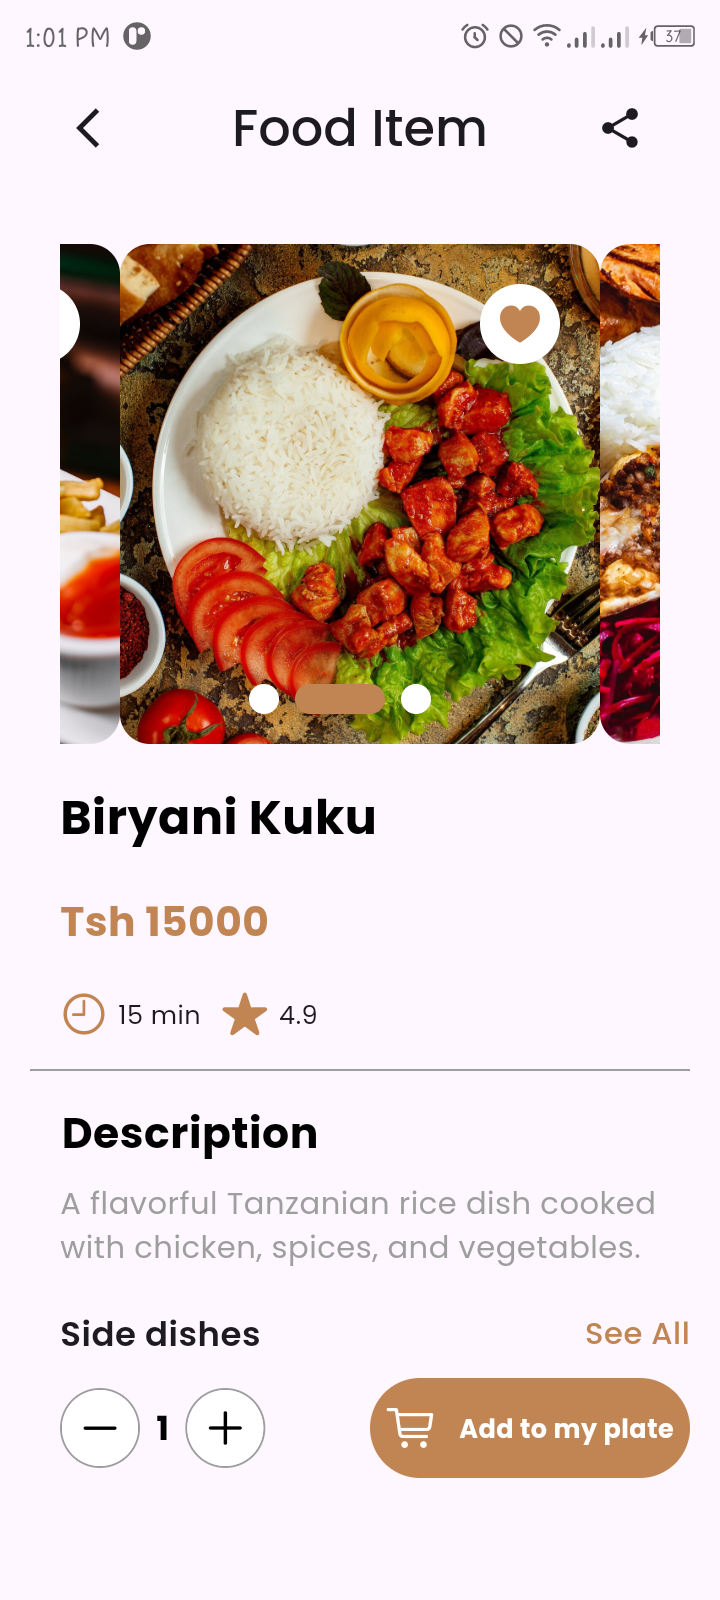 1:01 PM
37
Food Item
Biryani Kuku
Tsh 15000
15 min 4.9
Description
A flavorful Tanzanian rice dish cooked
with chicken, spices, and vegetables.
Side dishes See All
1 Add to my plate